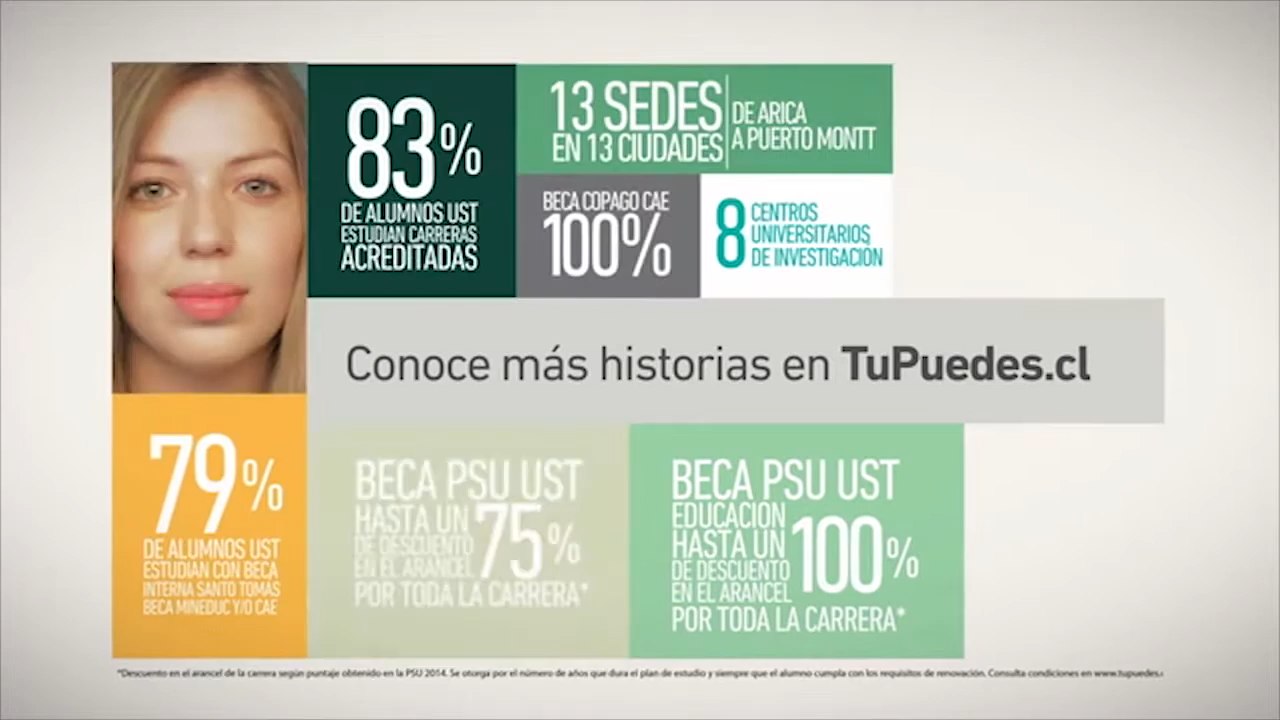 83%
DE ALUMNOS UST
ESTUDIAN CARRERAS
ACREDITADAS
13 SEDES
EN 13 CIUDADES
DE ARICA
A PUERTO MONTT
BECA COPAGO CAE
100%
8
CENTROS
UNIVERSITARIOS
DE INVESTIGACIÓN
Conoce más historias en TuPuedes.cl
79%
DE ALUMNOS UST
ESTUDIAN CON BECA
INTERNA SANTO TOMAS
BECA MINEDUC Y/O CAE
BECA PSU UST
HASTA UN
DE DESCUENTO
EN EL ARANCEL
75%
POR TODA LA CARRERA*
BECA PSU UST
EDUCACION
HASTA UN
DE DESCUENTO
EN EL ARANCEL
100%
POR TODA LA CARRERA*
*Descuento en el arancel de la carrera según puntaje obtenido en la PSU 2014. Se otorga por el número de años que dura el plan de estudio y siempre que el alumno cumpla con los requisitos de renovación. Consulta condiciones en www.tupuedes.c